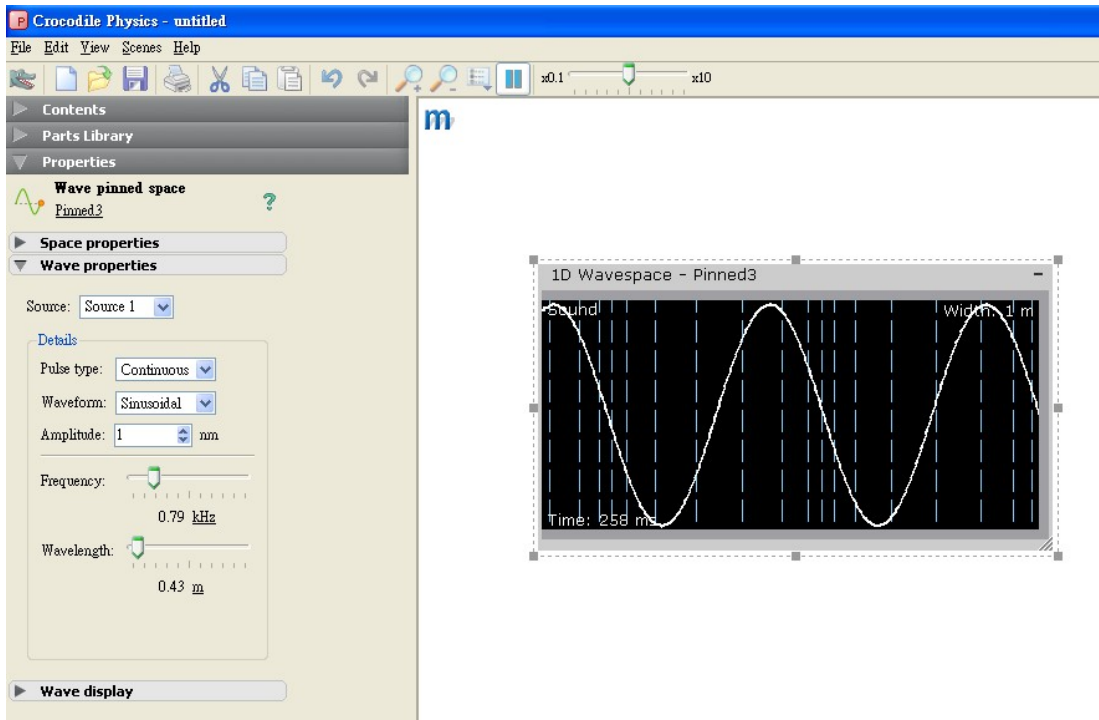 P Crocodile Physics - untitled
File Edit View Scenes Help
x0.1 x10
Contents
Parts Library
Properties
Wave pinned space
Pinned3
?
Space properties
Wave properties
Source: Source 1
Details
Pulse type: Continuous
Waveform: Sinusoidal
Amplitude: 1 nm
Frequency:
0.79 kHz
Wavelength:
0.43 m
Wave display
m
1D Wavespace - Pinned3
Sound Width: 1 m
Time: 258 ms